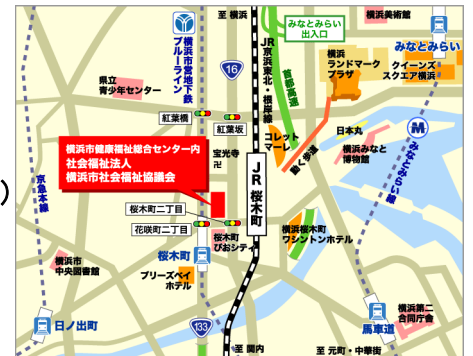 至 横浜
みなとみらい
出入口
横浜美術館
みなとみらい
横浜市営地下鉄
ブルーライン
16
JR京浜東北・根岸線
首都高速
横浜
ランドマーク
プラザ
クイーンズ
スクエア横浜
県立
青少年センター
紅葉橋
紅葉坂
コレット
マーレ
動く歩道
日本丸
横浜みなと
博物館
M
みなとみらい線
横浜市健康福祉総合センター内
社会福祉法人
横浜市社会福祉協議会
宝光寺
卍
JR 桜木町
)
京急本線
桜木町二丁目
花咲町二丁目
桜木町
ぴおシティ
横浜桜木町
ワシントンホテル
横浜市
中央図書館
桜木町
ブリーズベイ
ホテル
日ノ出町
133
至 関内
馬車道
横浜第二
合同庁舎
至 元町・中華街